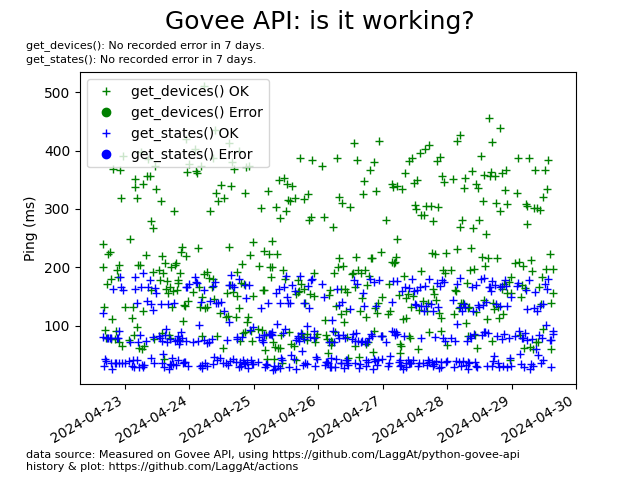 Govee API: is it working?
get_devices(): No recorded error in 7 days.
get_states(): No recorded error in 7 days.
get_devices() OK
get_devices() Error
get_states() OK
get_states() Error
Ping (ms)
500
400
300
200
100
2024-04-23
2024-04-24
2024-04-25
2024-04-26
2024-04-27
2024-04-28
2024-04-29
2024-04-30
data source: Measured on Govee API, using https://github.com/LaggAt/python-govee-api
history & plot: https://github.com/LaggAt/actions